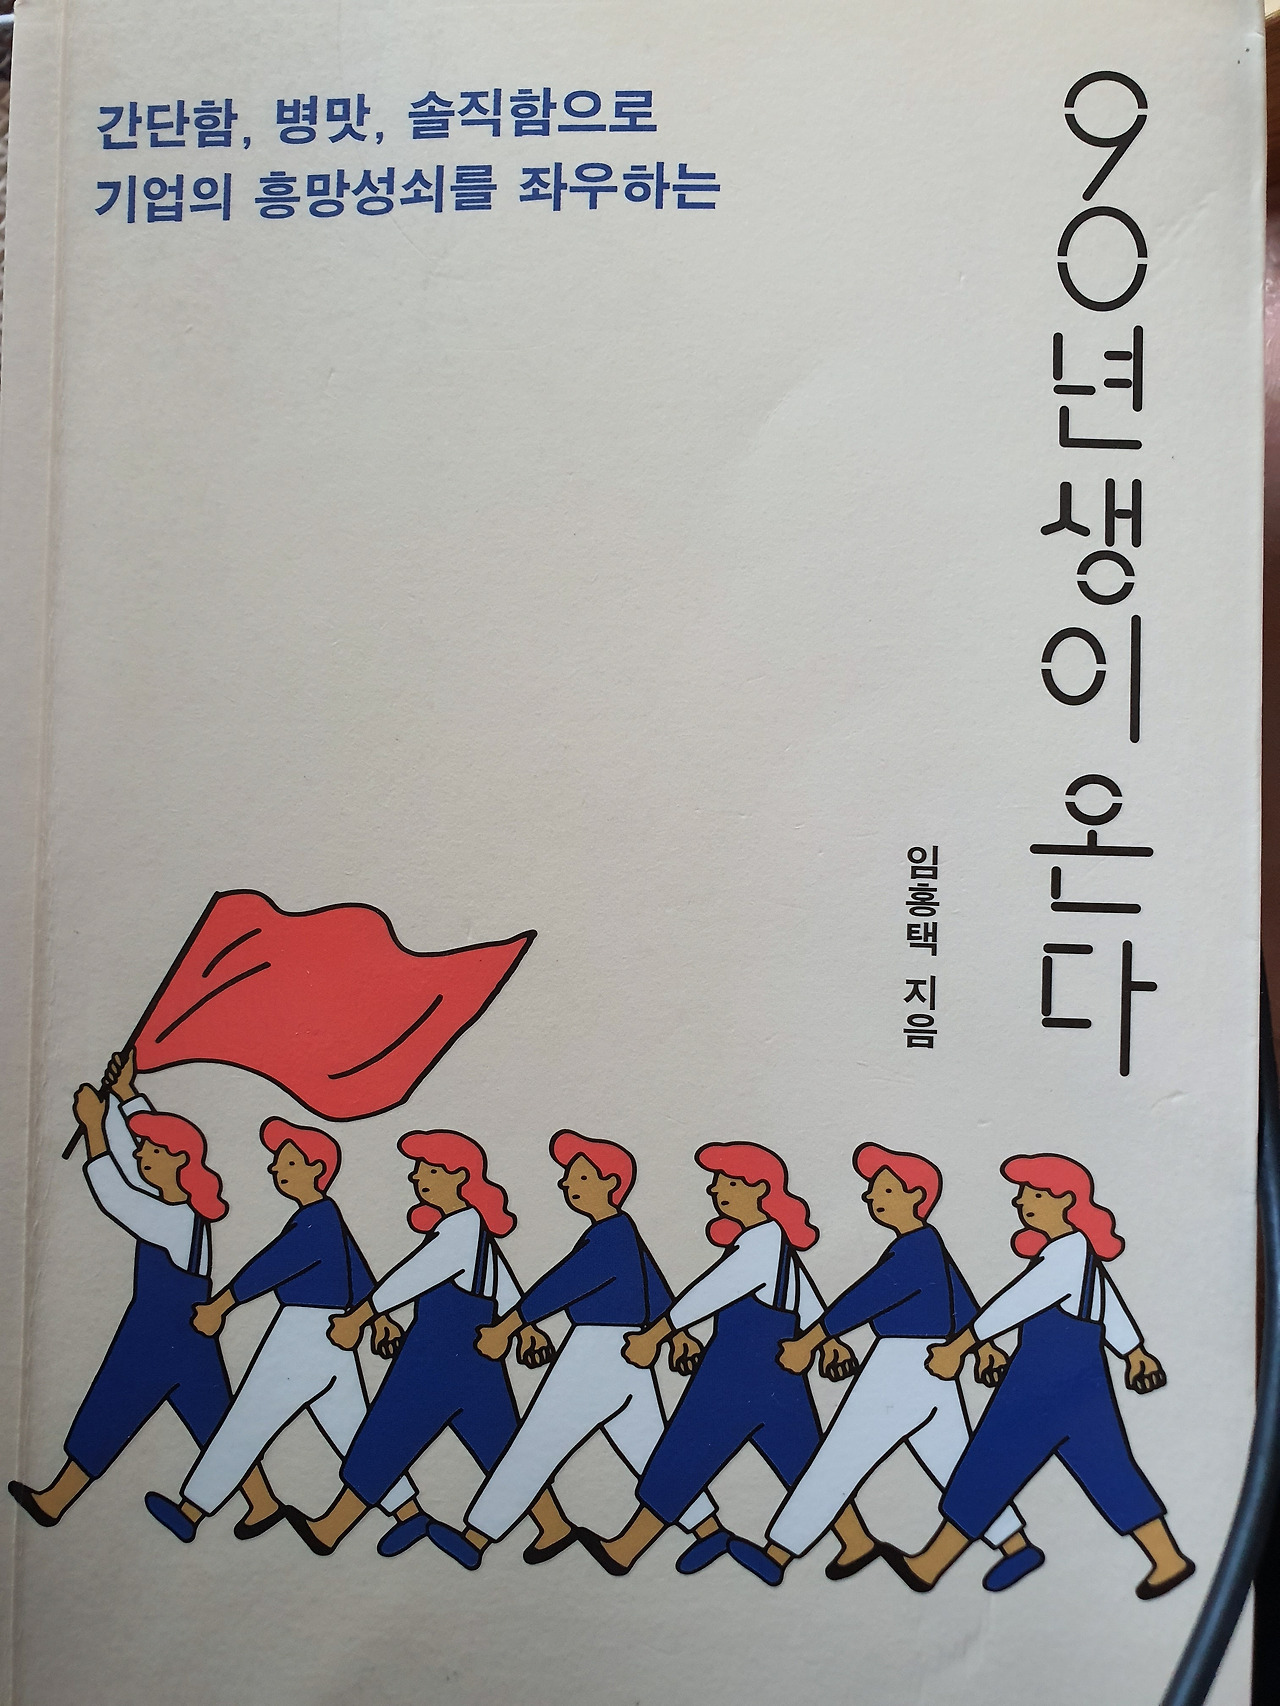 간단함, 병맛, 솔직함으로
기업의 흥망성쇠를 좌우하는
90년생이 온다
임홍택 지음